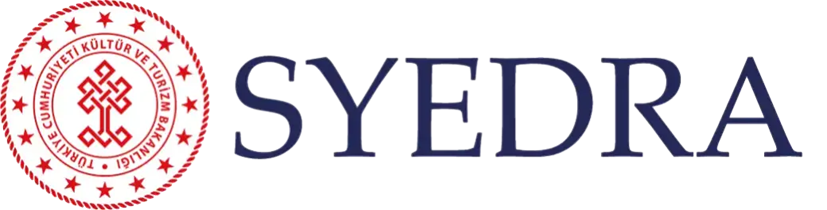 TÜRKİYE CUMHURİYETİ KÜLTÜR VE TURİZM BAKANLIĞI •
SYEDRA